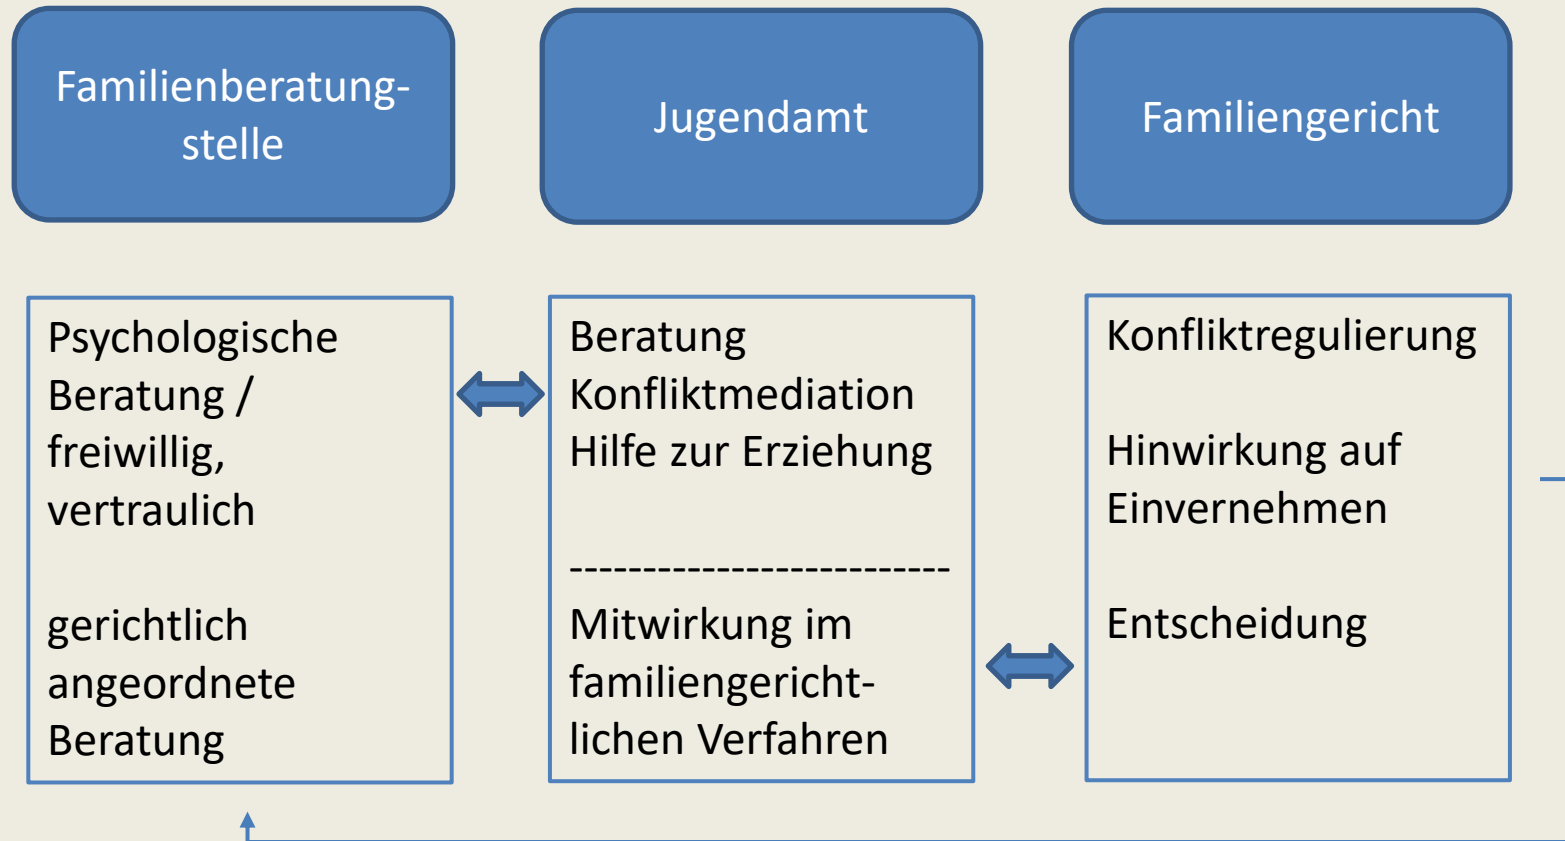 Familienberatung-
stelle
Jugendamt
Familiengericht
Psychologische
Beratung /
freiwillig,
vertraulich
gerichtlich
angeordnete
Beratung
Beratung
Konfliktmediation
Hilfe zur Erziehung
--------------------------
Mitwirkung im
familiengericht-
lichen Verfahren
Konfliktregulierung
Hinwirkung auf
Einvernehmen
Entscheidung